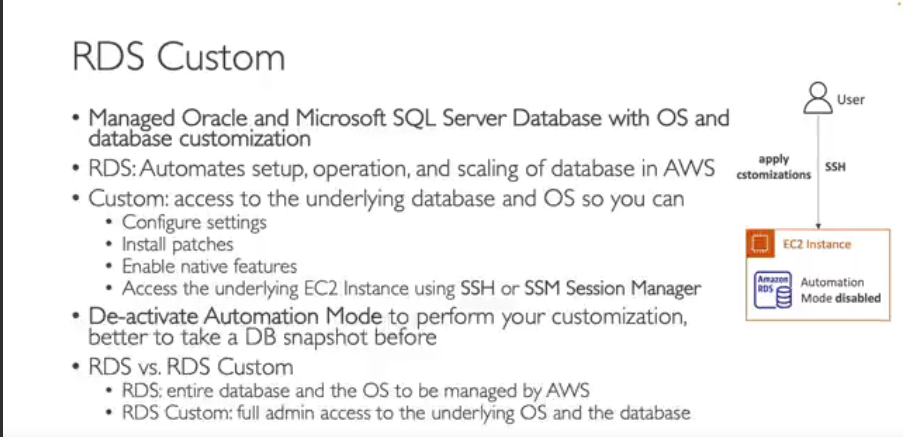 RDS Custom
• Managed Oracle and Microsoft SQL Server Database with OS and
database customization
• RDS: Automates setup, operation, and scaling of database in AWS
• Custom: access to the underlying database and OS so you can
• Configure settings
• Install patches
• Enable native features
• Access the underlying EC2 Instance using SSH or SSM Session Manager
• De-activate Automation Mode to perform your customization,
better to take a DB snapshot before
• RDS vs. RDS Custom
• RDS: entire database and the OS to be managed by AWS
• RDS Custom: full admin access to the underlying OS and the database
User
apply
cstomizations
SSH
EC2 Instance
Amazon
RDS
Automation
Mode disabled